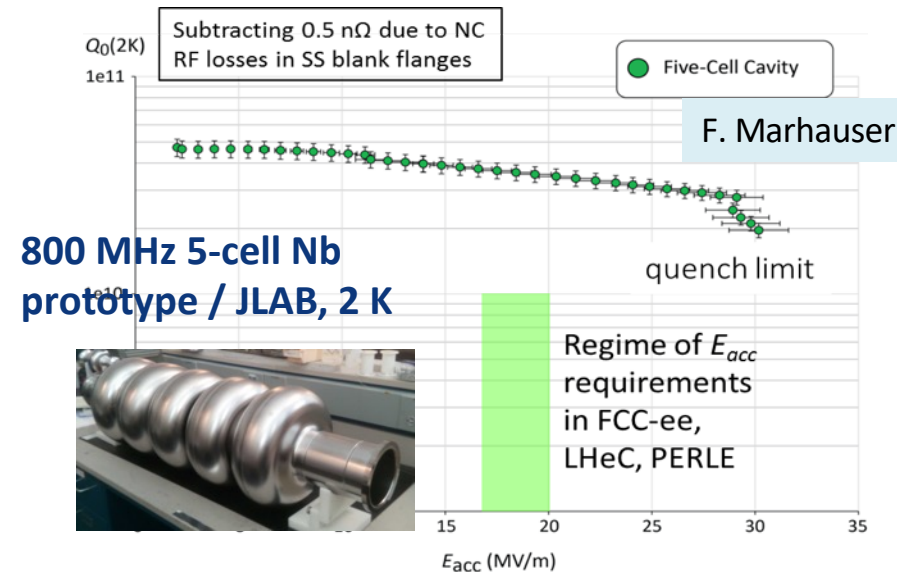 Subtracting 0.5 nΩ due to NC
RF losses in SS blank flanges
Q0(2K)
1e11
Five-Cell Cavity
F. Marhauser
800 MHz 5-cell Nb
prototype / JLAB, 2 K
quench limit
Regime of Eacc
requirements
in FCC-ee,
LHeC, PERLE
15 20 25 30 35
Eacc (MV/m)